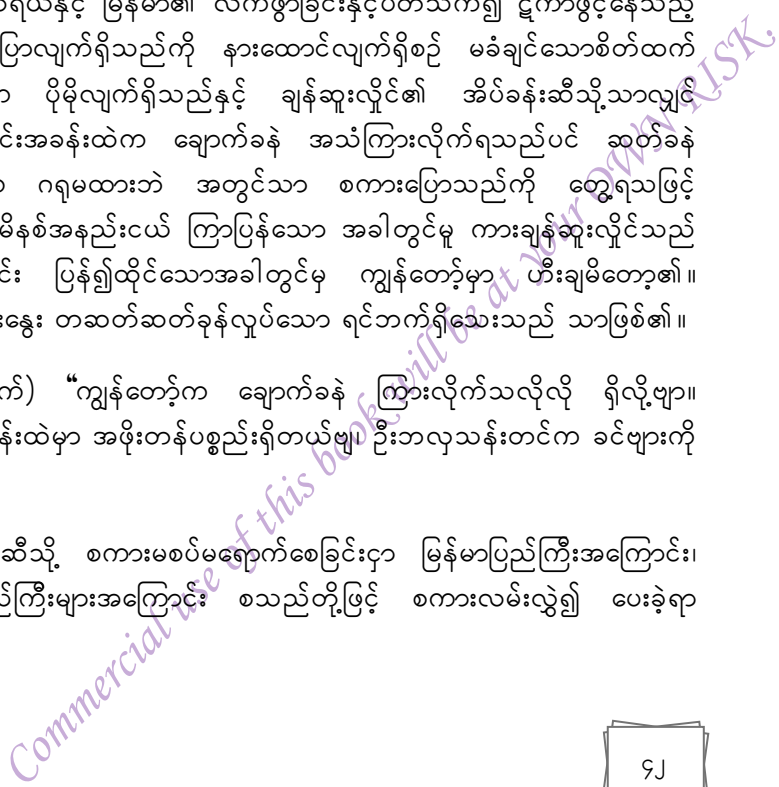 မြန်မာ၏ လက်ဖွာခြင်းနှင့်ပတ်သက်၍ ဋီကာဖွင့်နေသည့်
ပြောလျက်ရှိသည်ကို နားထောင်လျက်ရှိစဉ် မခံချင်သောစိတ်ထက်
ပိုမိုလျက်ရှိသည်နှင့် ချန်ဆူးလှိုင်၏ အိပ်ခန်းဆီသို့သာလျှင်
င်းအခန်းထဲက ချောက်ခနဲ အသံကြားလိုက်ရသည်ပင် ဆတ်ခနဲ
ဂရုမထားဘဲ အတွင်သာ စကားပြောသည်ကို တွေ့ရသဖြင့်
မိနစ်အနည်းငယ် ကြာပြန်သော အခါတွင်မူ ကားချန်ဆူးလှိုင်သည်
င်း ပြန်၍ထိုင်သောအခါတွင်မှ ကျွန်တော့်မှာ ဟီးချမိတော့၏။
းနွေး တဆတ်ဆတ်ခုန်လှုပ်သော ရင်ဘက်ရှိသေးသည် သာဖြစ်၏။
က်) “ကျွန်တော့်က ချောက်ခနဲ ကြားလိုက်သလိုလို ရှိလို့ဗျာ။
န်းထဲမှာ အဖိုးတန်ပစ္စည်းရှိတယ်ဗျ၊ ဦးဘလှသန်းတင်က ခင်ဗျားကို
ဆီသို့ စကားမစပ်မရောက်စေခြင်းငှာ မြန်မာပြည်ကြီးအကြောင်း၊
ည်ကြီးများအကြောင်း စသည်တို့ဖြင့် စကားလမ်းလွှဲ၍ ပေးခဲ့ရာ
Commercial use of this book will be at your OWN RISK.
၄၂